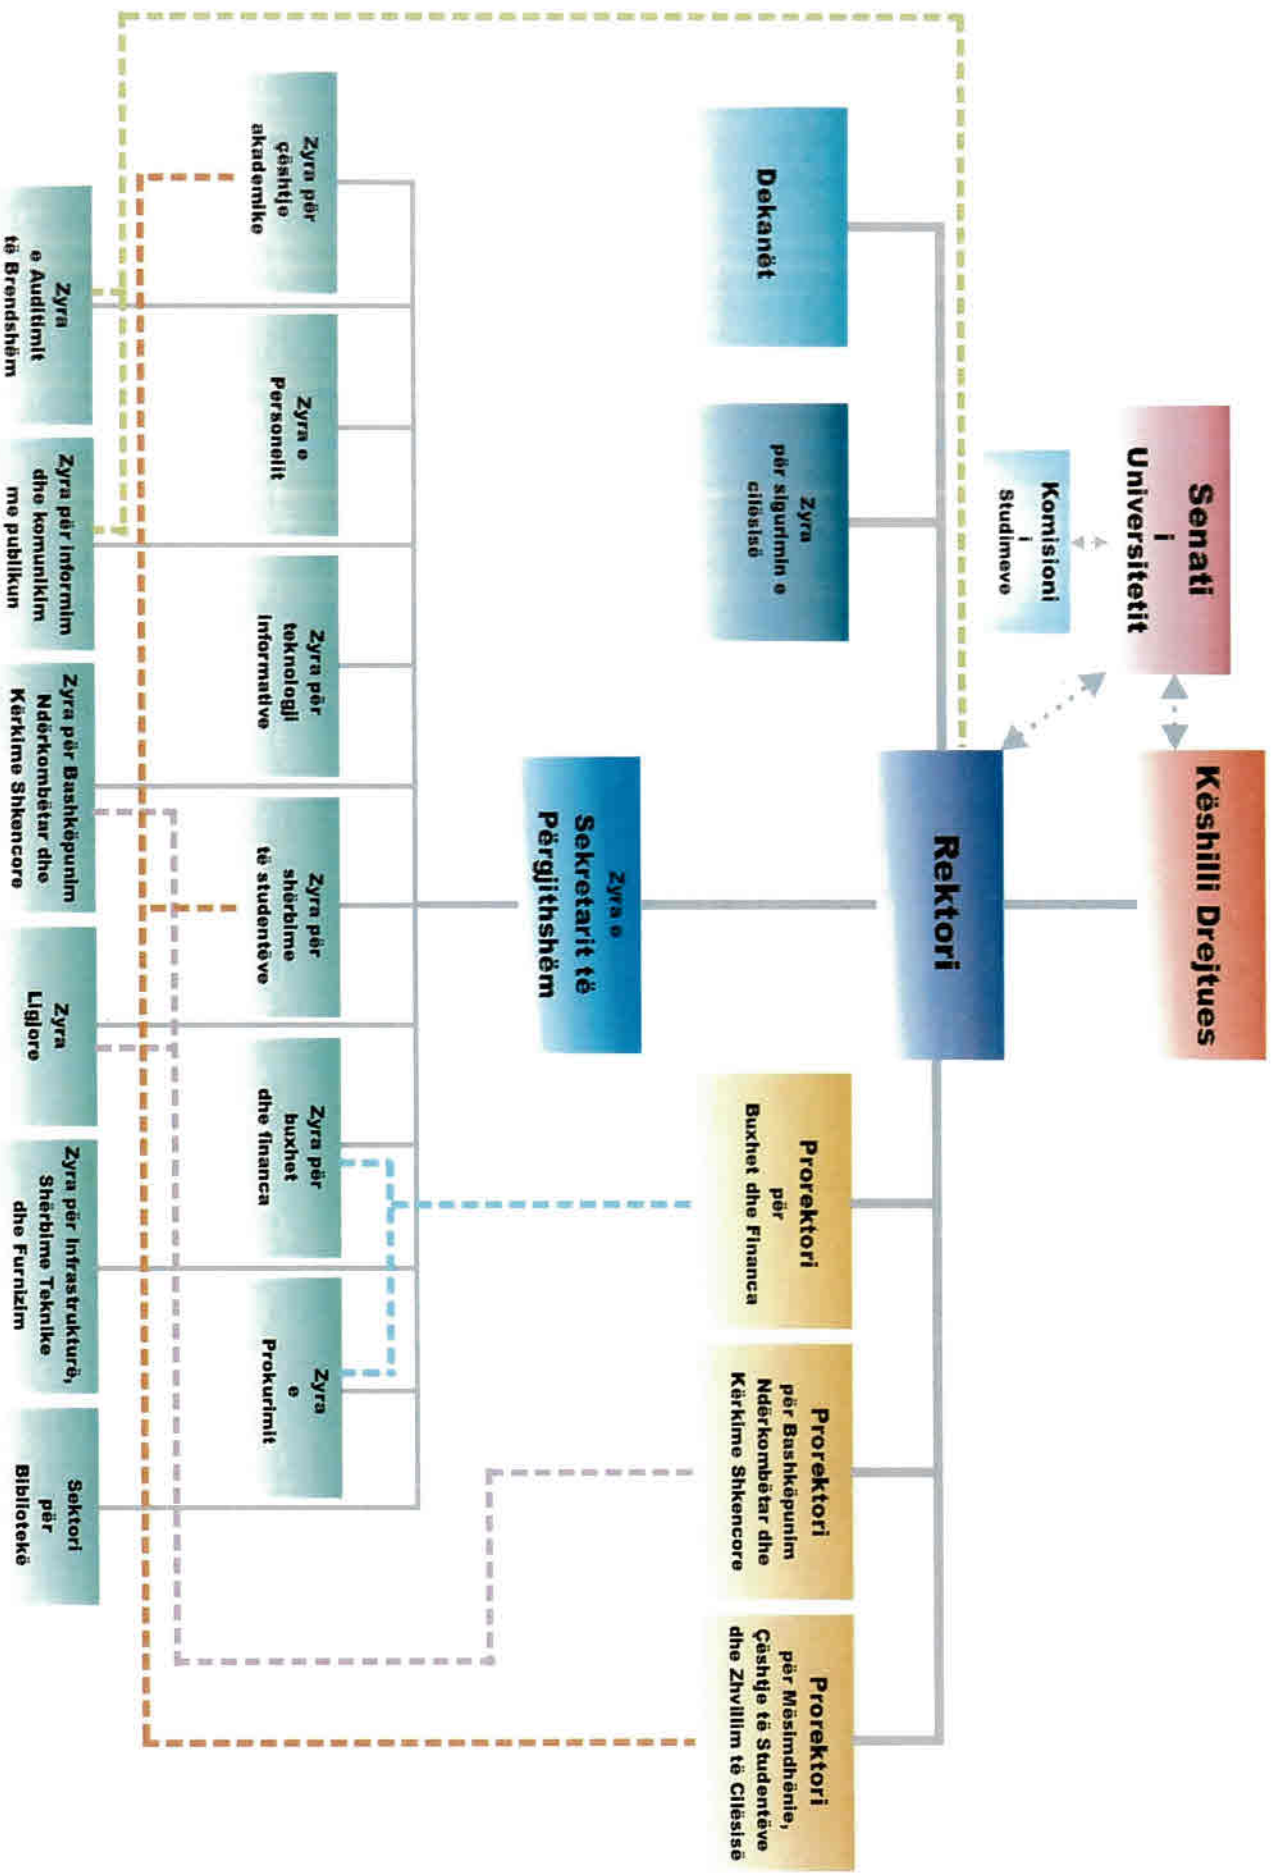 Senati
i
Universitetit
Këshilli Drejtues
Komisioni
i
Studimeve
Rektori
Dekanët
Zyra
për sigurimin e
cilësisë
Prorektori
për
Buxhet dhe Financa
Prorektori
për Bashkëpunim
Ndërkombëtar dhe
Kërkime Shkencore
Prorektori
për Mësimdhënie,
Çështje të Studentëve
dhe Zhvillim të Cilësisë
Zyra e
Sekretarit të
Përgjithshëm
Zyra për
çështje
akademike
Zyra e
Personelit
Zyra për
teknologji
informative
Zyra për
shërbime
të studentëve
Zyra për
buxhet
dhe financa
Zyra
e
Prokurimit
Zyra
e Auditimit
të Brendshëm
Zyra për informim
dhe komunikim
me publikun
Zyra për Bashkëpunim
Ndërkombëtar dhe
Kërkime Shkencore
Zyra
Ligjore
Zyra për Infrastrukturë,
Shërbime Teknike
dhe Furnizim
Sektori
për
Bibliotekë